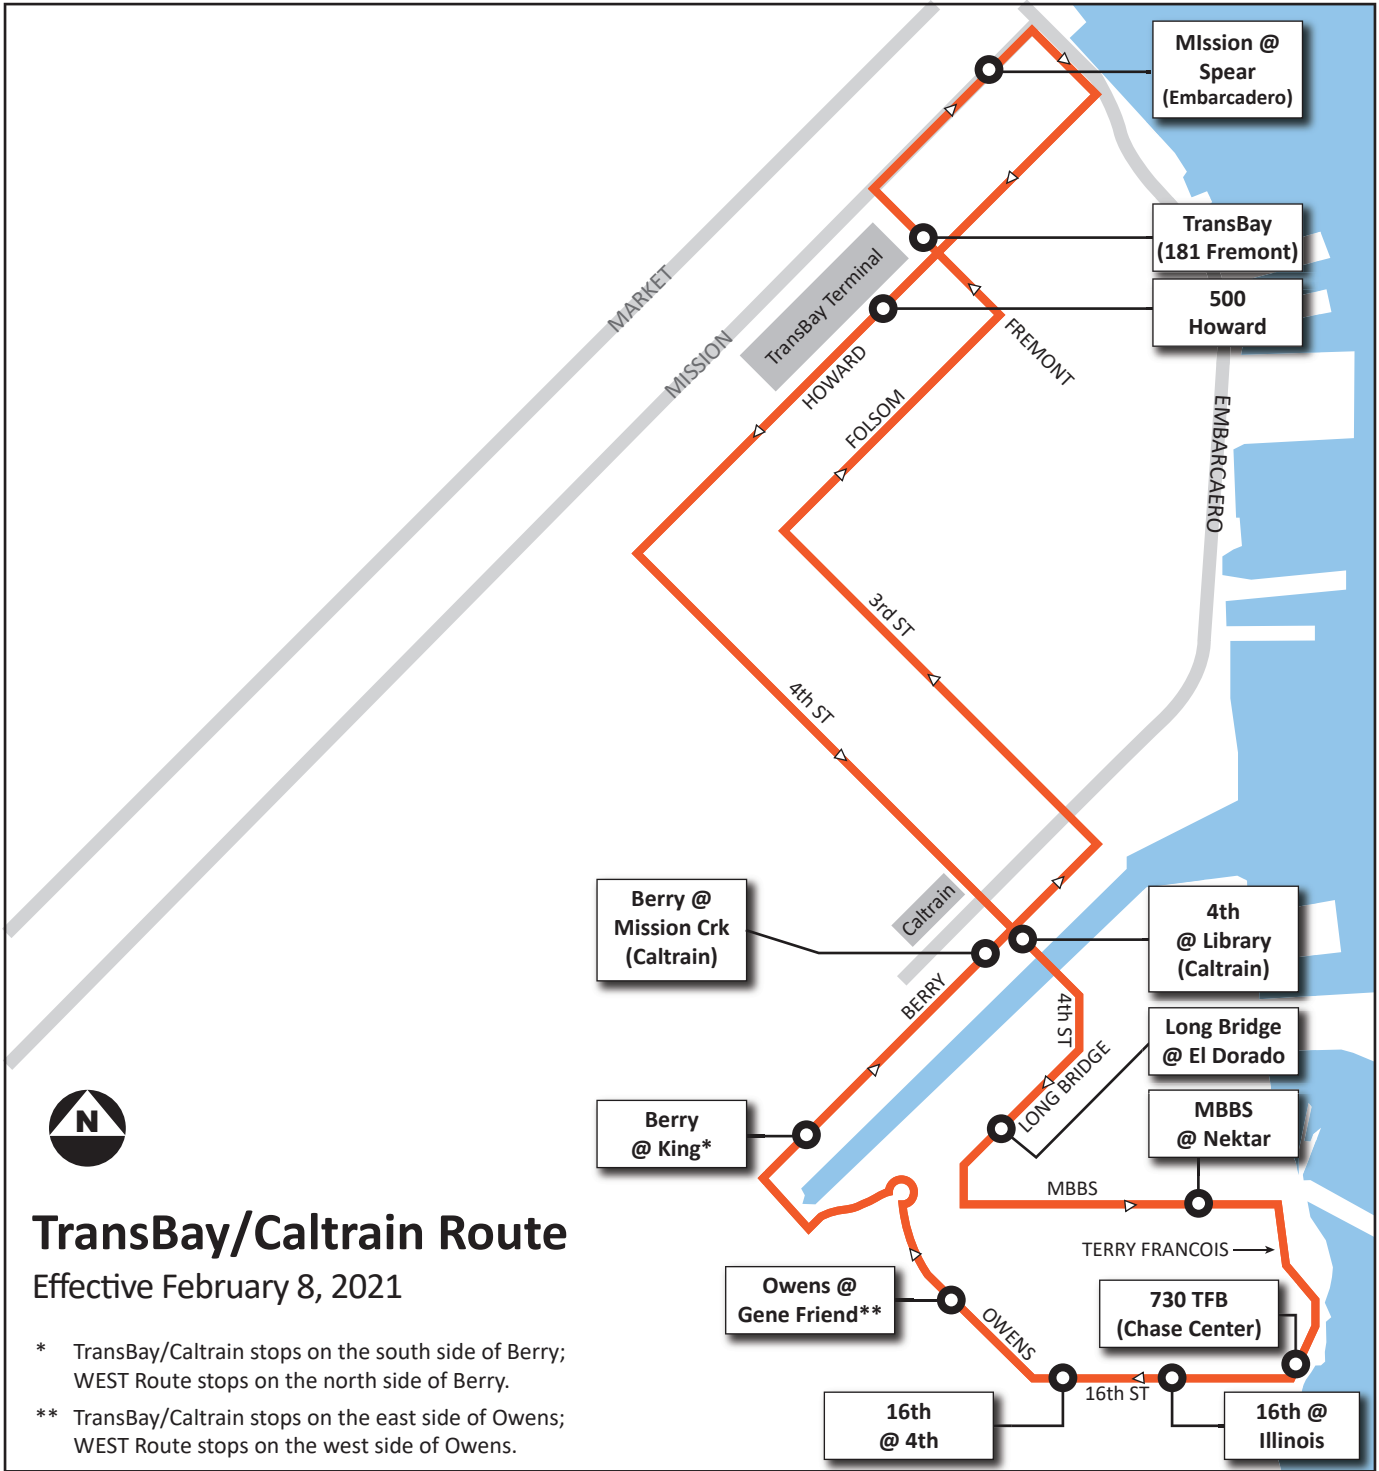 MIssion @
Spear
(Embarcadero)
TransBay
(181 Fremont)
500
Howard
MARKET
MISSION
TransBay Terminal
HOWARD
FOLSOM
FREMONT
EMBARCAERO
3rd ST
4th ST
Caltrain
Berry @
Mission Crk
(Caltrain)
4th
@ Library
(Caltrain)
BERRY
4th ST
LONG BRIDGE
Long Bridge
@ El Dorado
Berry
@ King*
MBBS
@ Nektar
MBBS
TERRY FRANCOIS
N
TransBay/Caltrain Route
Effective February 8, 2021
Owens @
Gene Friend**
OWENS
730 TFB
(Chase Center)
16th ST
16th
@ 4th
16th @
Illinois
* TransBay/Caltrain stops on the south side of Berry;
WEST Route stops on the north side of Berry.
** TransBay/Caltrain stops on the east side of Owens;
WEST Route stops on the west side of Owens.